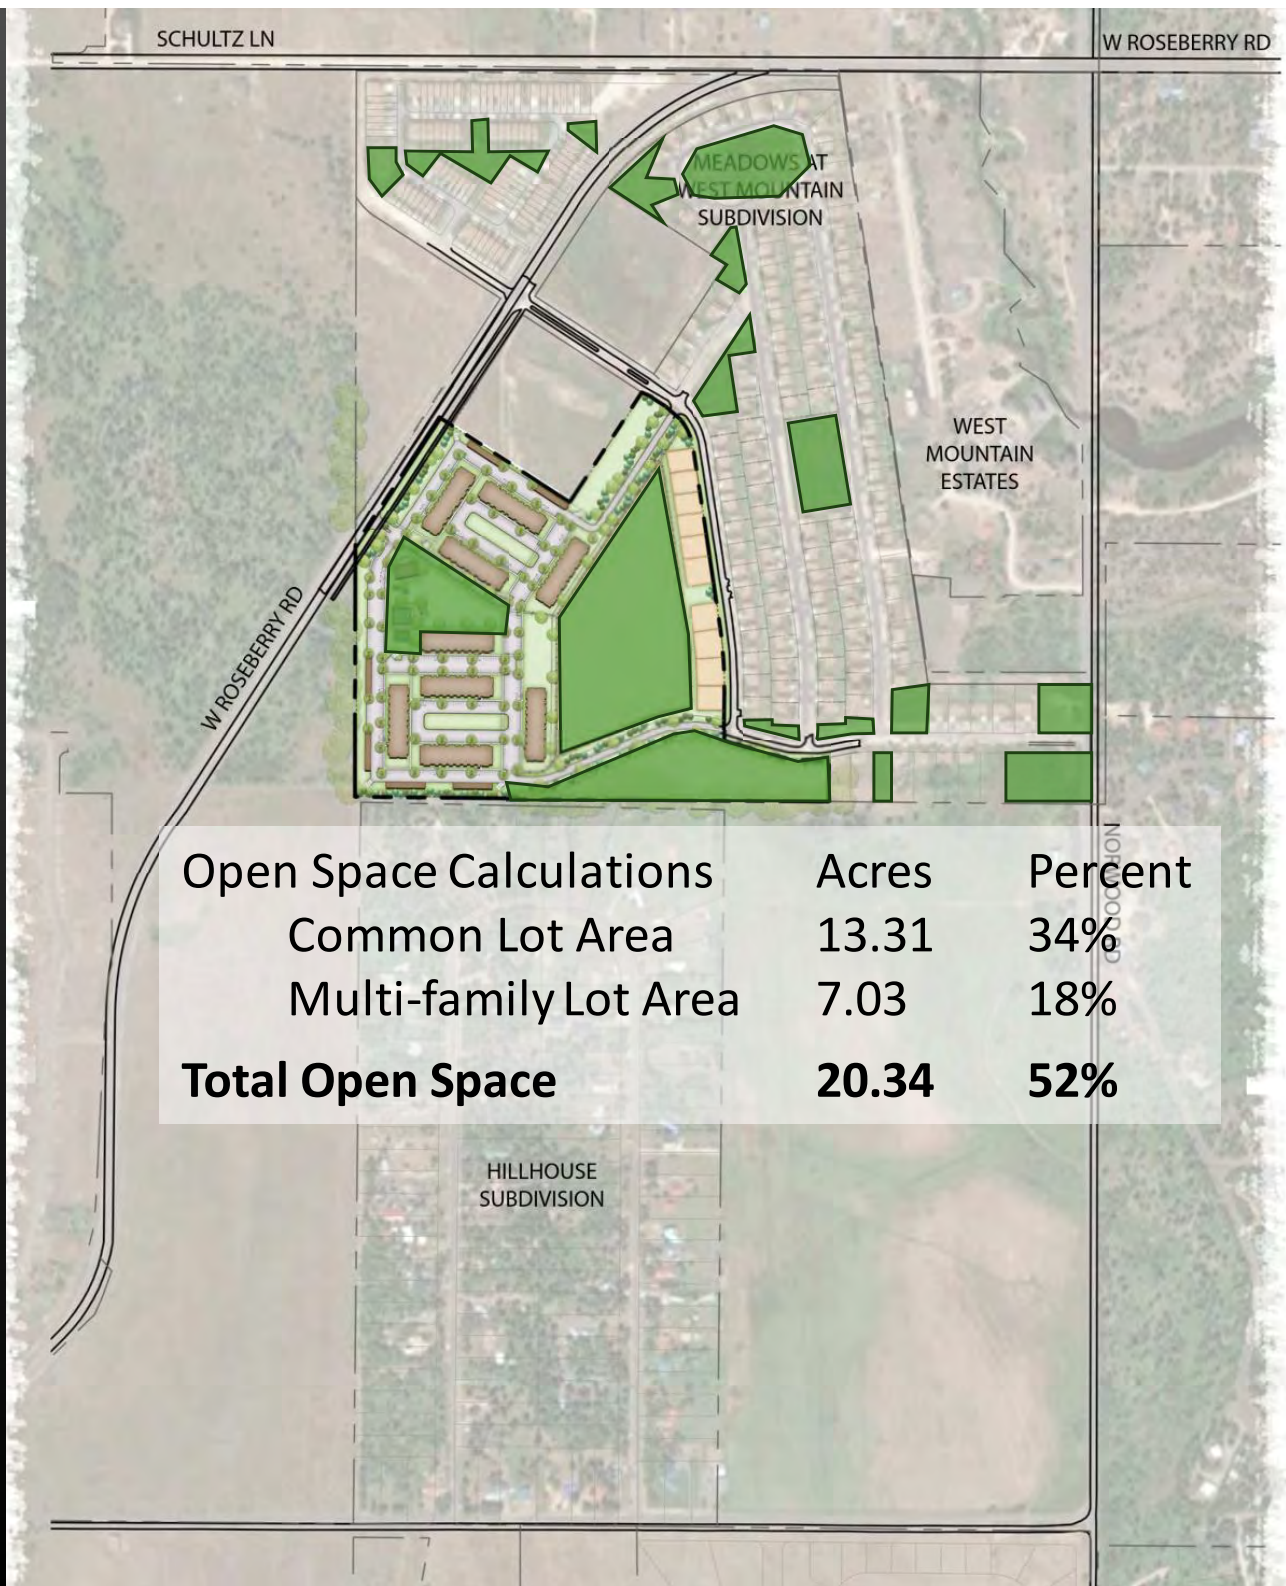 SCHULTZ LN
W ROSEBERRY RD
MEADOWS AT
WEST MOUNTAIN
SUBDIVISION
WEST
MOUNTAIN
ESTATES
W ROSEBERRY RD
NORWOOD RD
Open Space Calculations Acres Percent
Common Lot Area 13.31 34%
Multi-family Lot Area 7.03 18%
Total Open Space 20.34 52%
HILLHOUSE
SUBDIVISION